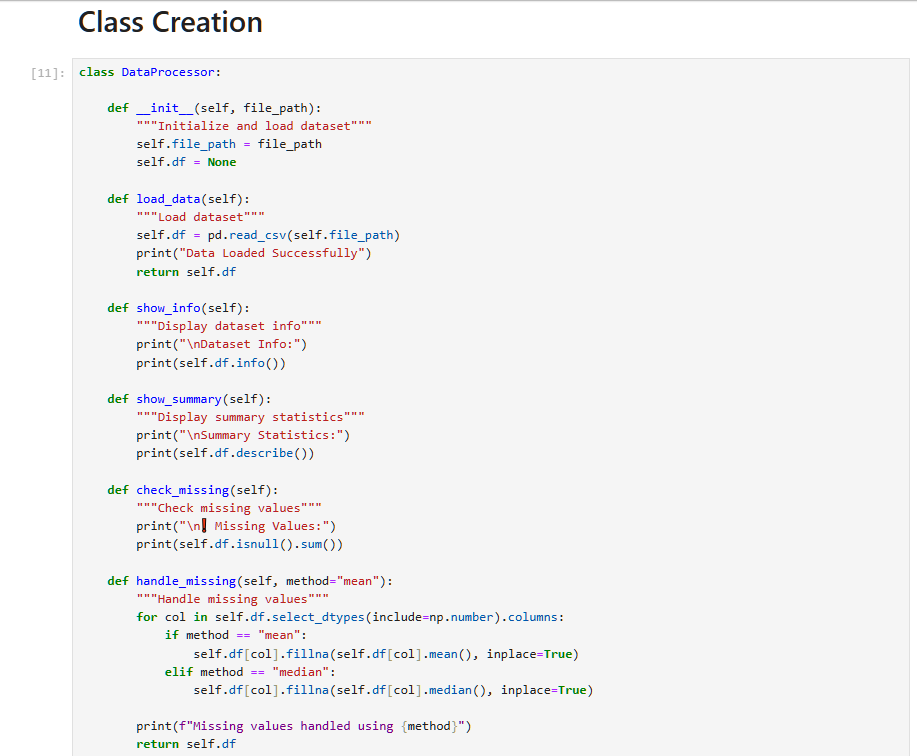 Class Creation
[11]: class DataProcessor:
    def __init__(self, file_path):
        """Initialize and load dataset"""
        self.file_path = file_path
        self.df = None
    def load_data(self):
        """Load dataset"""
        self.df = pd.read_csv(self.file_path)
        print("Data Loaded Successfully")
        return self.df
    def show_info(self):
        """Display dataset info"""
        print("\nDataset Info:")
        print(self.df.info())
    def show_summary(self):
        """Display summary statistics"""
        print("\nSummary Statistics:")
        print(self.df.describe())
    def check_missing(self):
        """Check missing values"""
        print("\n Missing Values:")
        print(self.df.isnull().sum())
    def handle_missing(self, method="mean"):
        """Handle missing values"""
        for col in self.df.select_dtypes(include=np.number).columns:
            if method == "mean":
                self.df[col].fillna(self.df[col].mean(), inplace=True)
            elif method == "median":
                self.df[col].fillna(self.df[col].median(), inplace=True)
        print(f"Missing values handled using {method}")
        return self.df